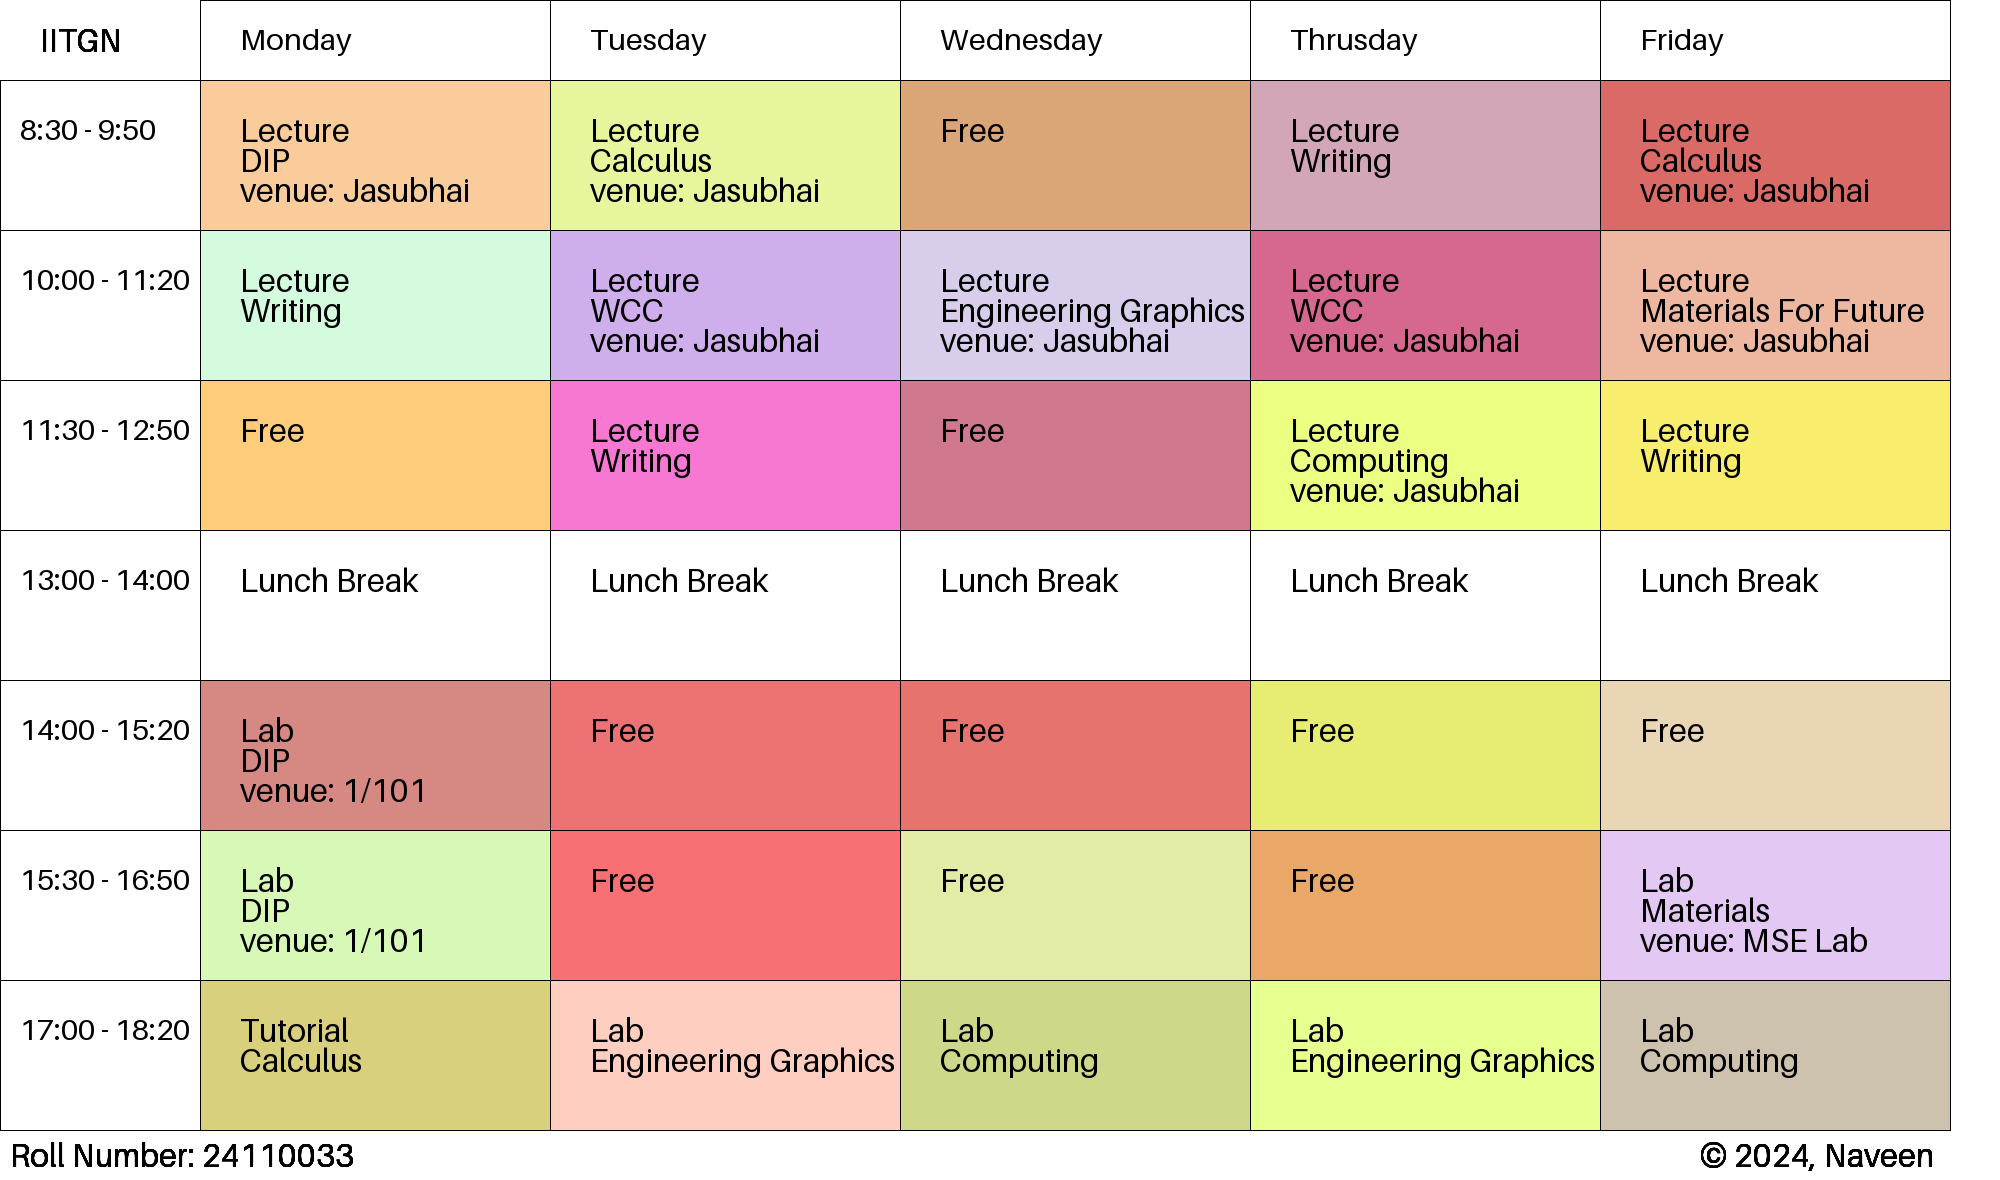 IITGN Monday Tuesday Wednesday Thrusday Friday
8:30 - 9:50
Lecture
DIP
venue: Jasubhai
Lecture
Calculus
venue: Jasubhai
Free
Lecture
Writing
Lecture
Calculus
venue: Jasubhai
10:00 - 11:20
Lecture
Writing
Lecture
WCC
venue: Jasubhai
Lecture
Engineering Graphics
venue: Jasubhai
Lecture
WCC
venue: Jasubhai
Lecture
Materials For Future
venue: Jasubhai
11:30 - 12:50
Free
Lecture
Writing
Free
Lecture
Computing
venue: Jasubhai
Lecture
Writing
13:00 - 14:00
Lunch Break
Lunch Break
Lunch Break
Lunch Break
Lunch Break
14:00 - 15:20
Lab
DIP
venue: 1/101
Free
Free
Free
Free
15:30 - 16:50
Lab
DIP
venue: 1/101
Free
Free
Free
Lab
Materials
venue: MSE Lab
17:00 - 18:20
Tutorial
Calculus
Lab
Engineering Graphics
Lab
Computing
Lab
Engineering Graphics
Lab
Computing
Roll Number: 24110033
© 2024, Naveen